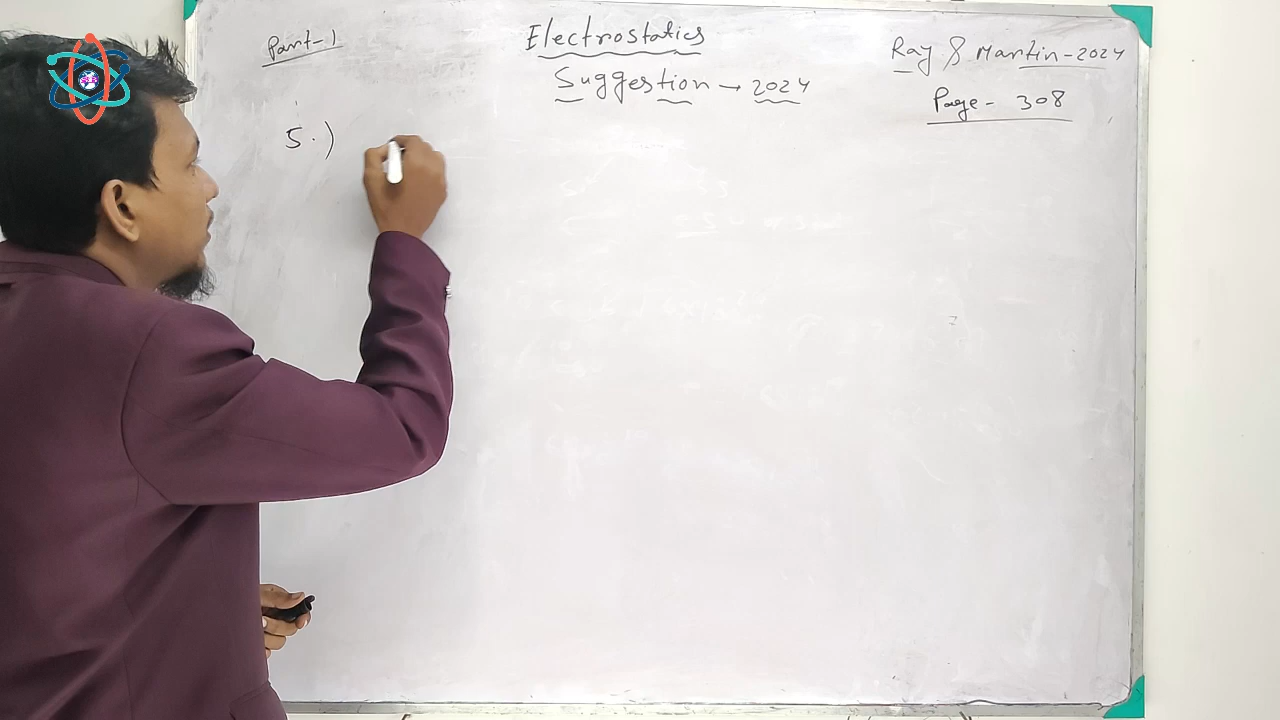 Part-1
Electrostatics
Suggestion → 2024
Ray & Martin-2024
Page - 308
5.)